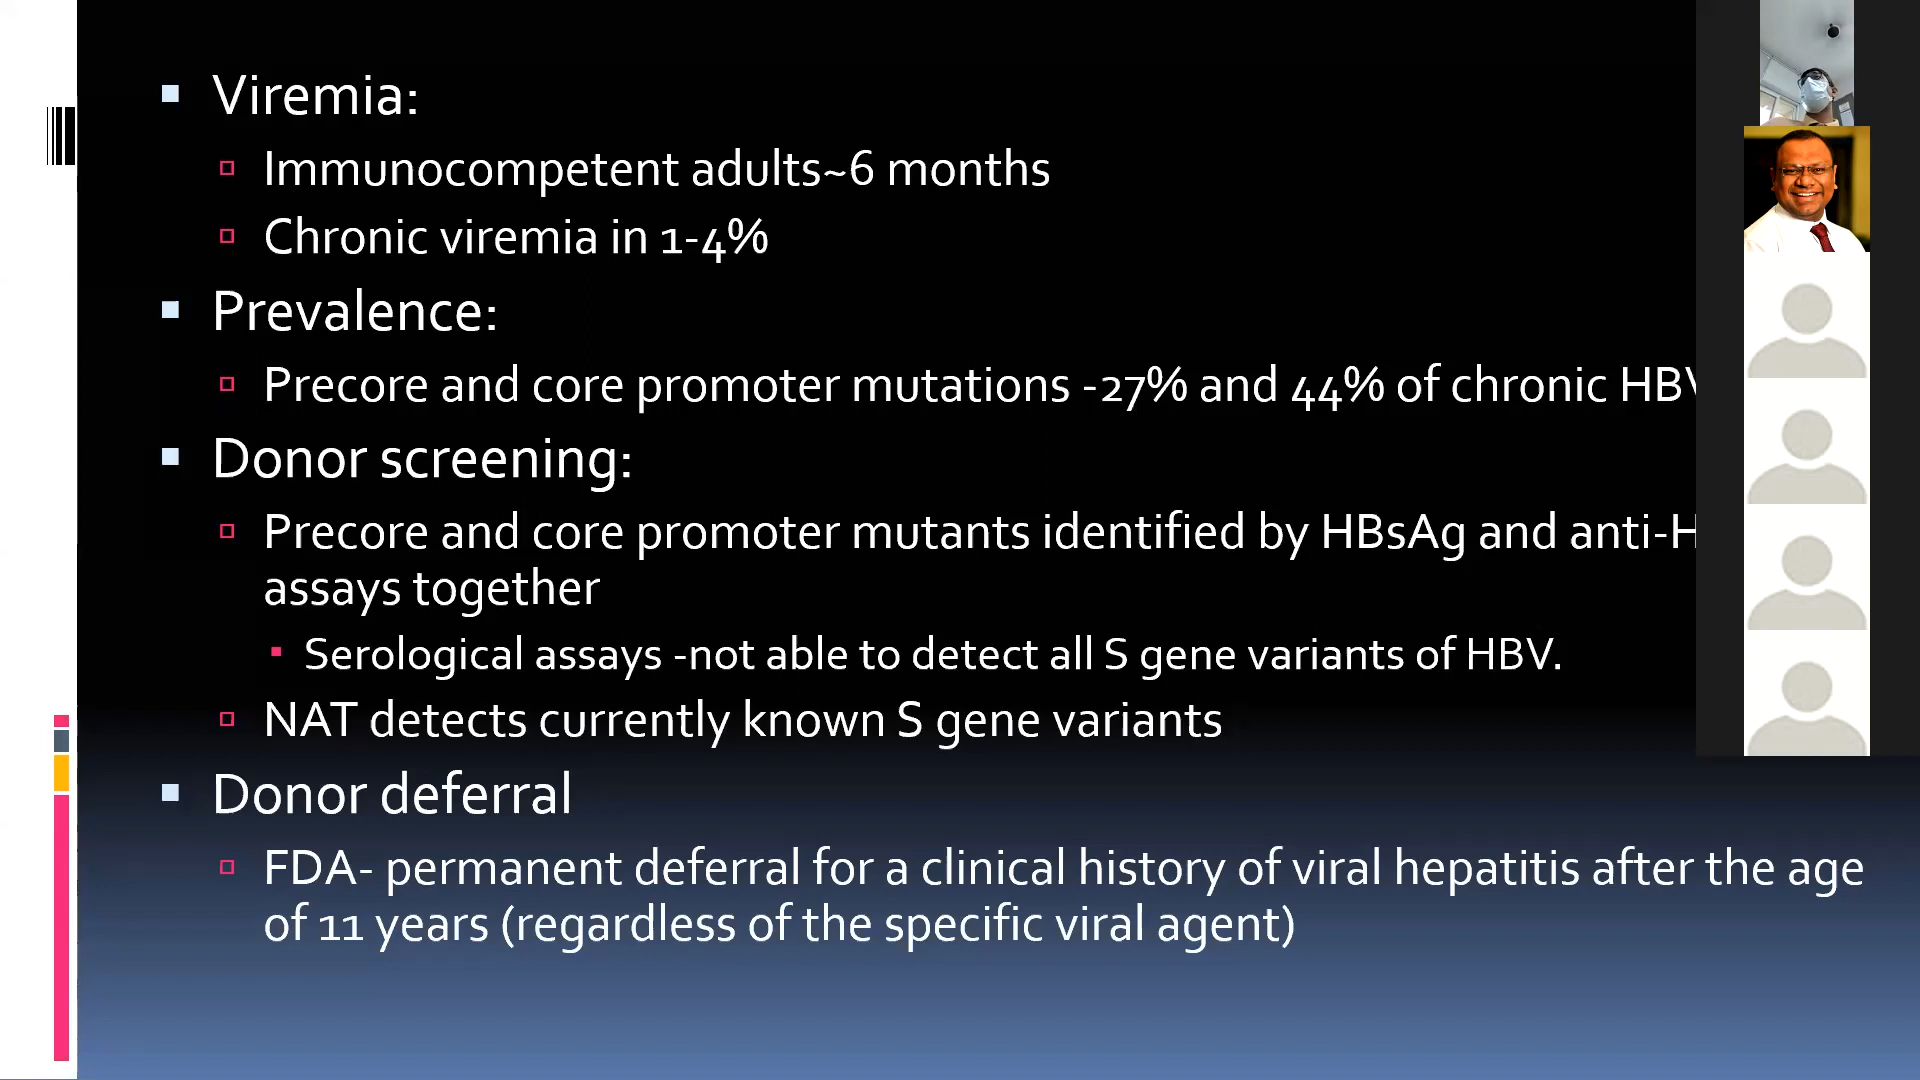 Viremia:
Immunocompetent adults~6 months
Chronic viremia in 1-4%
Prevalence:
Precore and core promoter mutations -27% and 44% of chronic HBV
Donor screening:
Precore and core promoter mutants identified by HBsAg and
assays together
Serological assays -not able to detect all S gene variants of HBV.
NAT detects currently known S gene variants
Donor deferral
FDA- permanent deferral for a clinical history of viral hepatitis after the age
of 11 years (regardless of the specific viral agent)